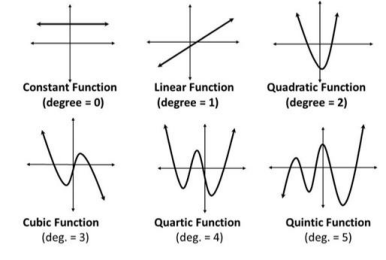 Constant Function
(degree = 0)
Linear Function
(degree = 1)
Quadratic Function
(degree = 2)
Cubic Function
(deg. = 3)
Quartic Function
(deg. = 4)
Quintic Function
(deg. = 5)